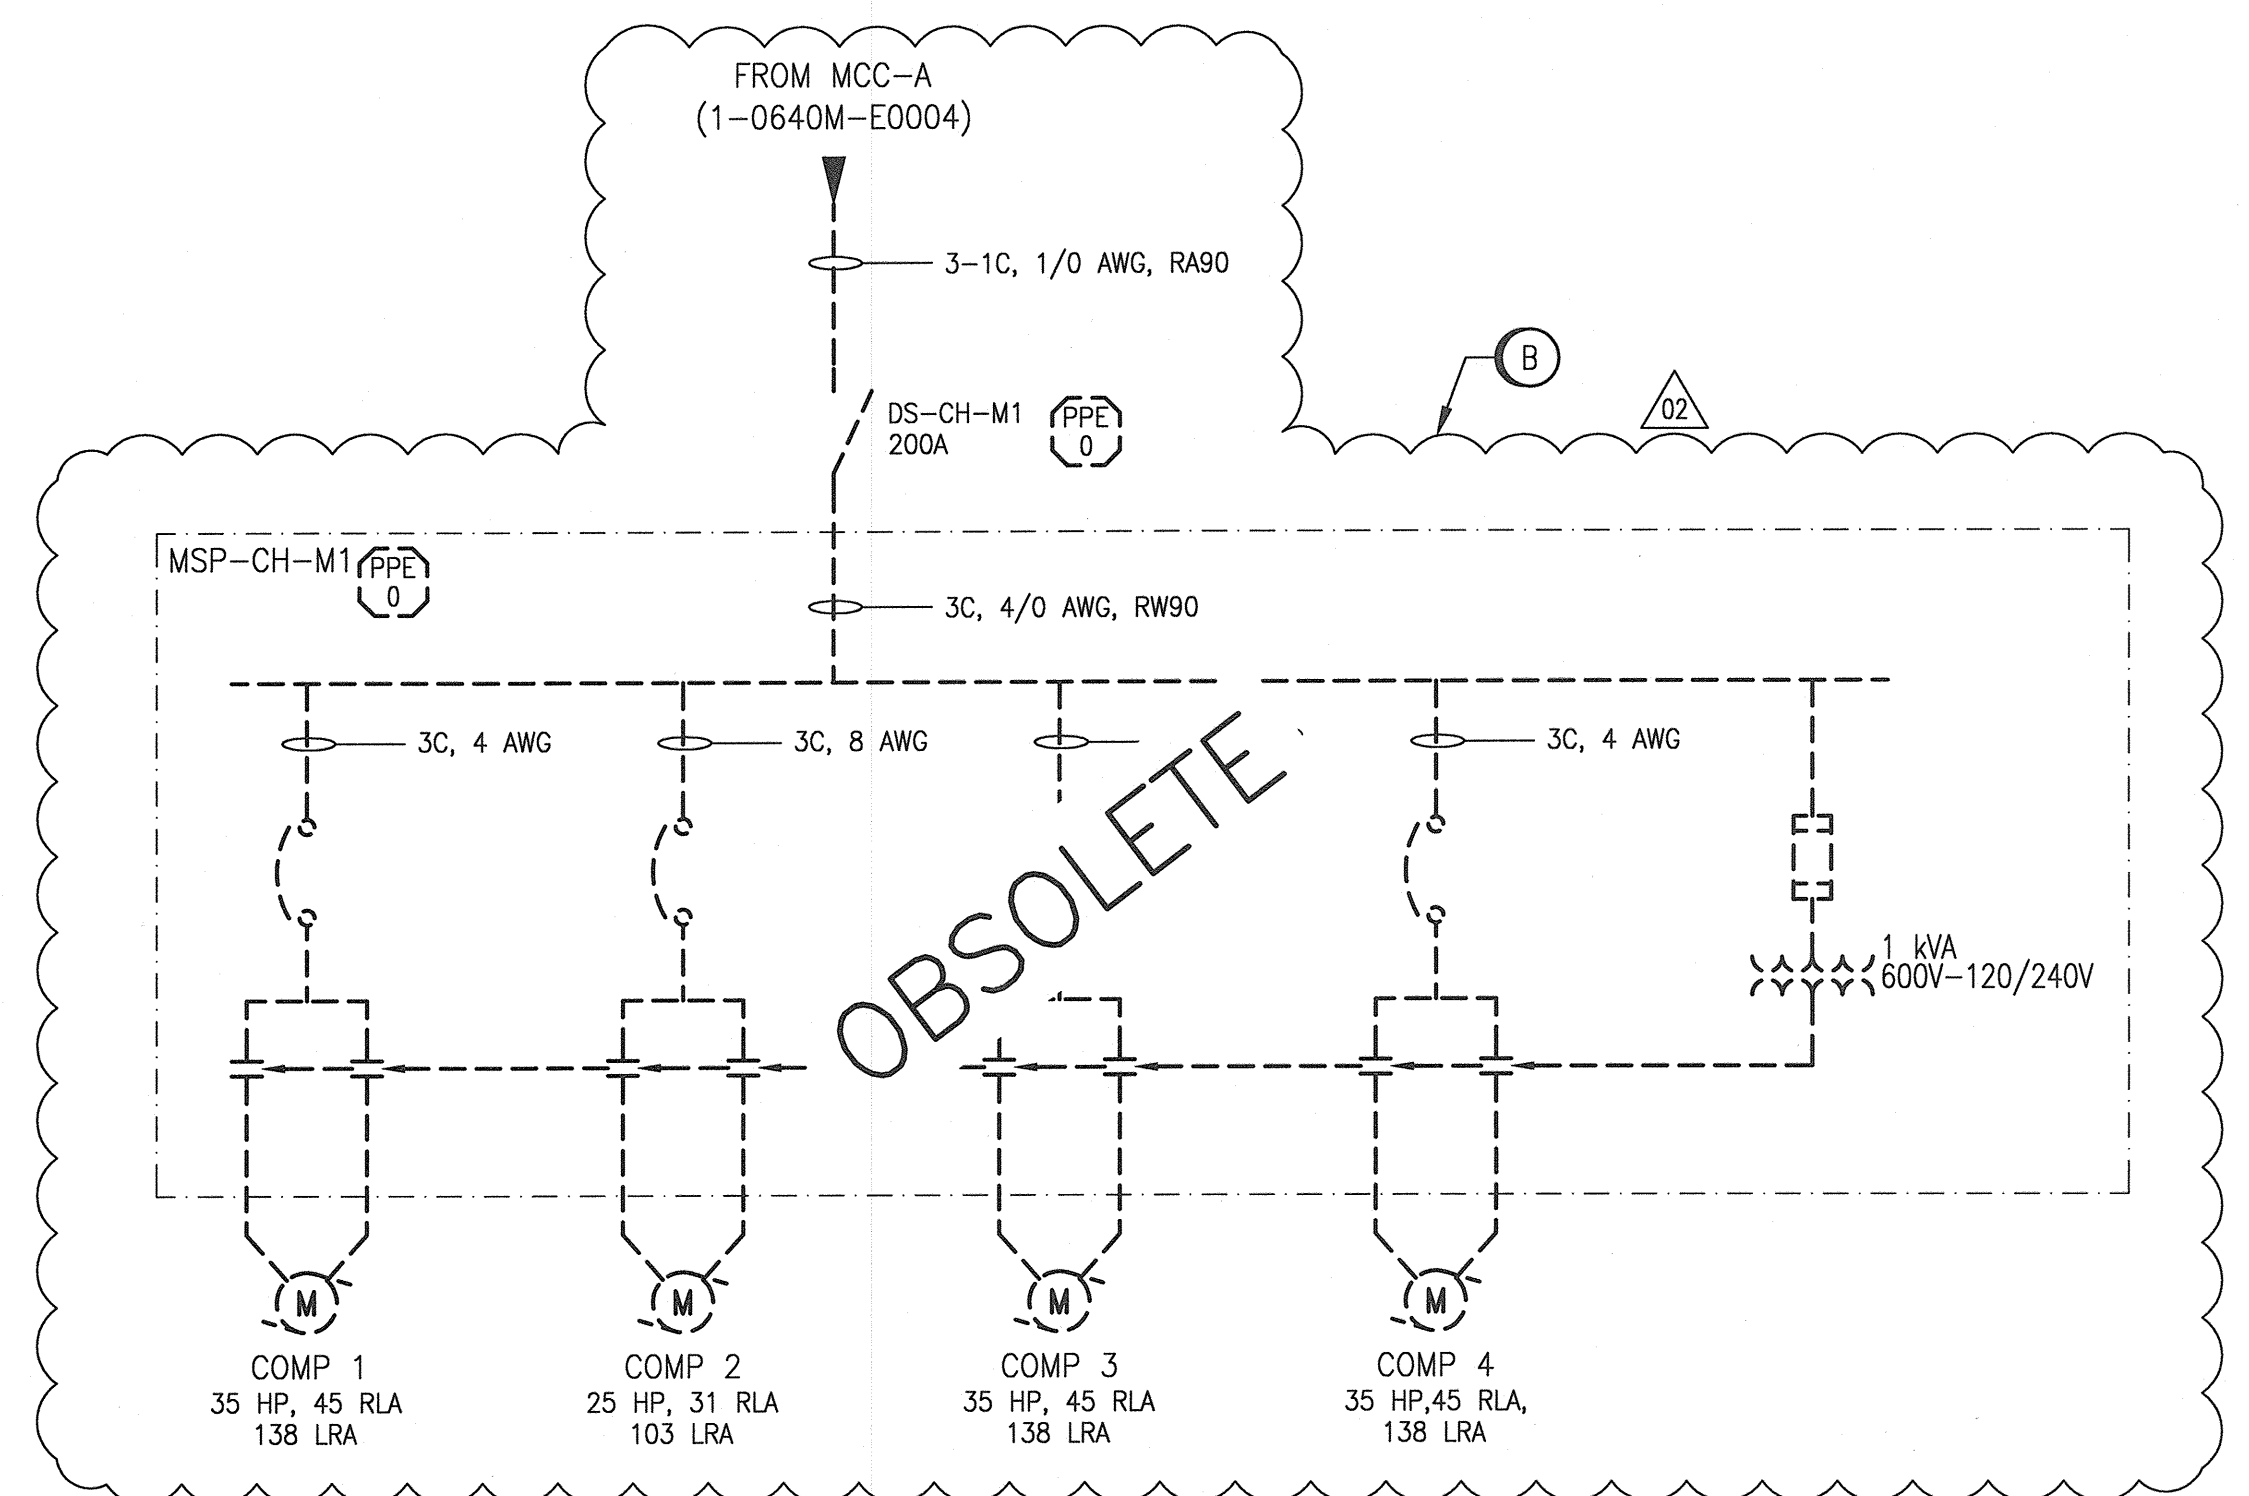 FROM MCC-A
(1-0640M-E0004)
3-1C, 1/0 AWG, RA90
B
02
DS-CH-M1
200A
PPE
0
MSP-CH-M1
PPE
0
3C, 4/0 AWG, RW90
3C, 4 AWG
3C, 8 AWG
3C, 4 AWG
OBSOLETE
1 kVA
600V-120/240V
M
M
M
M
COMP 1
35 HP, 45 RLA
138 LRA
COMP 2
25 HP, 31 RLA
103 LRA
COMP 3
35 HP, 45 RLA
138 LRA
COMP 4
35 HP,45 RLA,
138 LRA